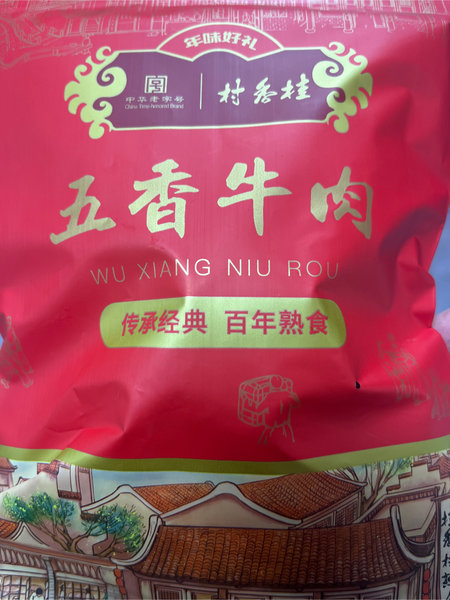 年味好礼
中华老字号
China Time-honored Brand
村香桂
五香牛肉
WU XIANG NIU ROU
传承经典 百年熟食